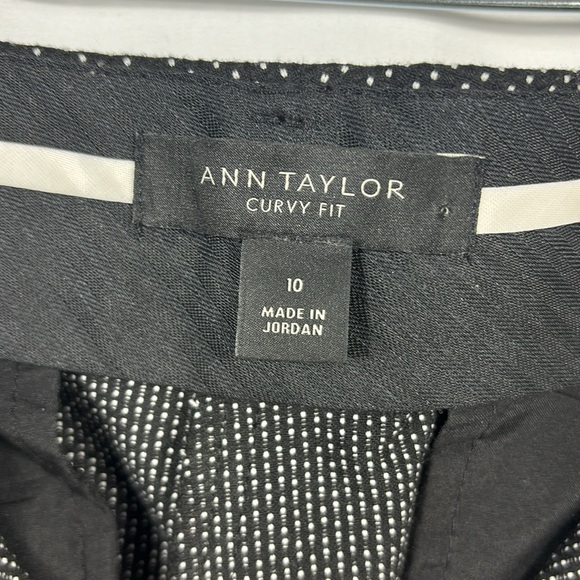 ANN TAYLOR
CURVY FIT
10
MADE IN
JORDAN